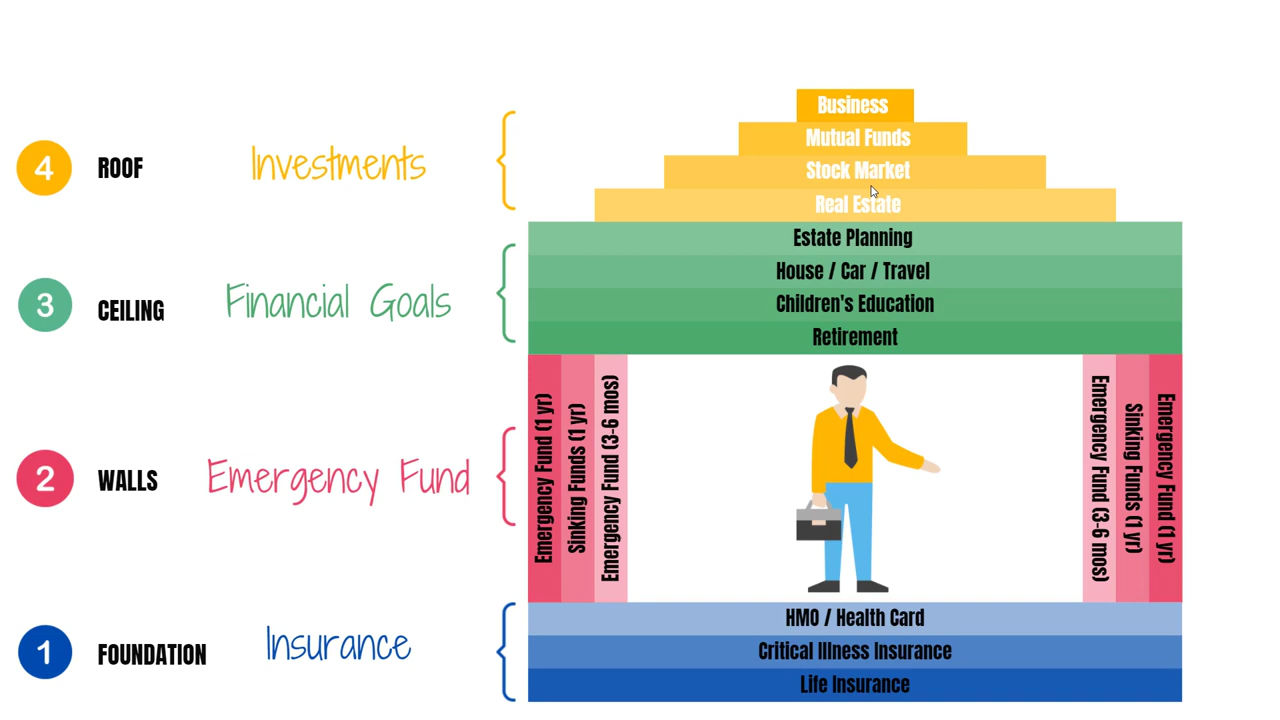 Business
Mutual Funds
Stock Market
Real Estate
4 ROOF Investments
Estate Planning
House / Car / Travel
Children's Education
Retirement
3 CEILING Financial Goals
2 WALLS Emergency Fund
Emergency Fund (1 yr)
Sinking Funds (1 yr)
Emergency Fund (3-6 mos)
Emergency Fund (3-6 mos)
Sinking Funds (1 yr)
Emergency Fund (1 yr)
1 FOUNDATION Insurance
HMO / Health Card
Critical Illness Insurance
Life Insurance